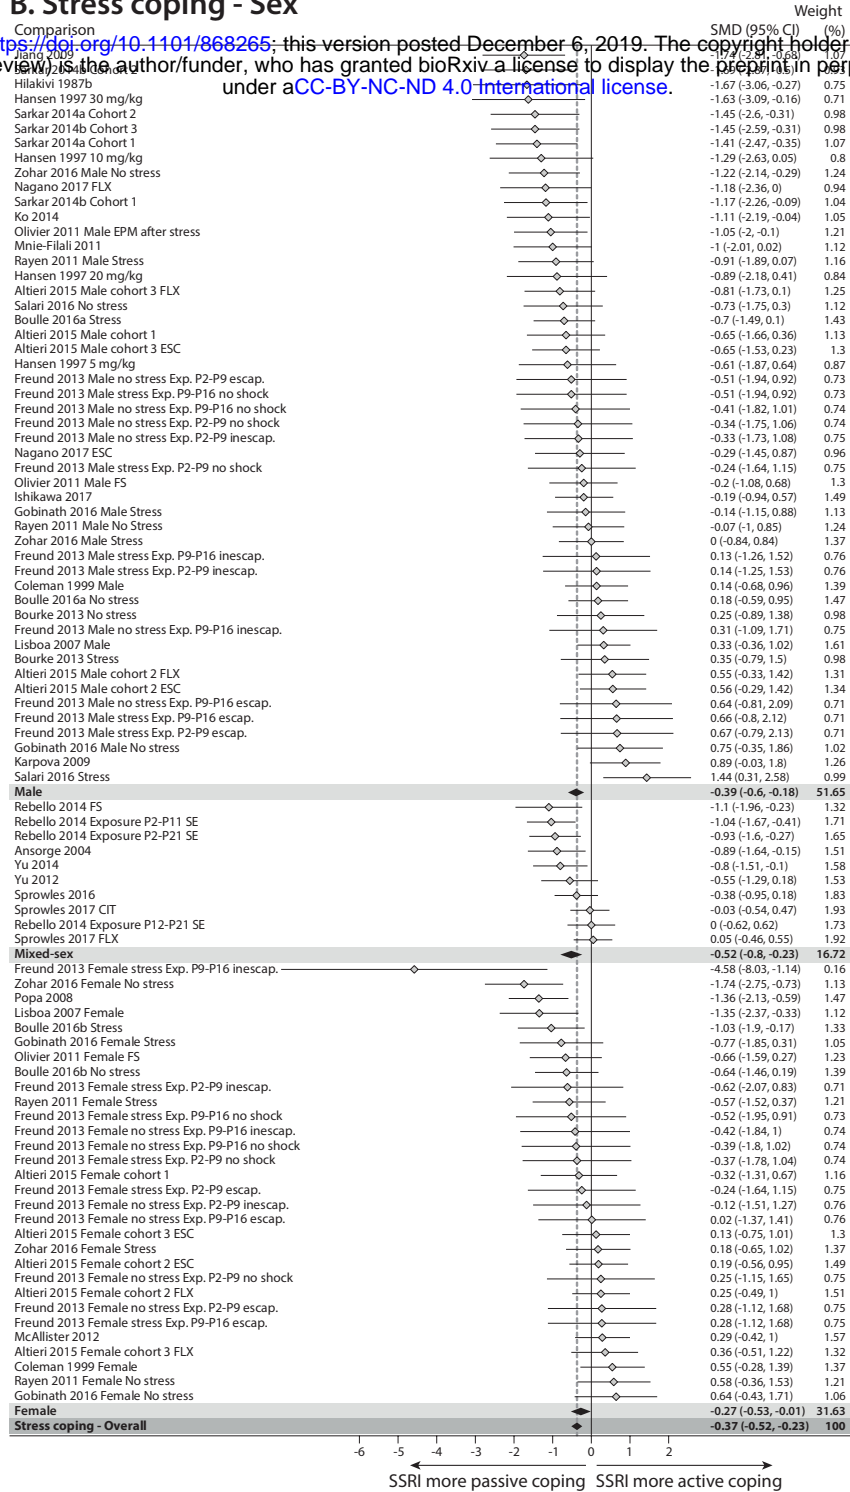 B. Stress coping - Sex
Weight
Comparison SMD (95% CI) (%)
tps://doi.org/10.1101/868265; this version posted December 6, 2019. The copyright holder
Jiang 2009 -1.74 1.07
view) is the author/funder, who has granted bioRxiv a license to display the preprint in perp
Sarkar 2014b Cohort 2
under aCC-BY-NC-ND 4.0 International license.
Hilakivi 1987b -1.67 (-3.06, -0.27) 0.75
Hansen 1997 30 mg/kg -1.63 (-3.09, -0.16) 0.71
Sarkar 2014a Cohort 2 -1.45 (-2.6, -0.31) 0.98
Sarkar 2014b Cohort 3 -1.45 (-2.59, -0.31) 0.98
Sarkar 2014a Cohort 1 -1.41 (-2.47, -0.35) 1.07
Hansen 1997 10 mg/kg -1.29 (-2.63, 0.05) 0.8
Zohar 2016 Male No stress -1.22 (-2.14, -0.29) 1.24
Nagano 2017 FLX -1.18 (-2.36, 0) 0.94
Sarkar 2014b Cohort 1 -1.17 (-2.26, -0.09) 1.04
Ko 2014 -1.11 (-2.19, -0.04) 1.05
Olivier 2011 Male EPM after stress -1.05 (-2, -0.1) 1.21
Mnie-Filali 2011 -1 (-2.01, 0.02) 1.12
Rayen 2011 Male Stress -0.91 (-1.89, 0.07) 1.16
Hansen 1997 20 mg/kg -0.89 (-2.18, 0.41) 0.84
Altieri 2015 Male cohort 3 FLX -0.81 (-1.73, 0.1) 1.25
Salari 2016 No stress -0.73 (-1.75, 0.3) 1.12
Boulle 2016a Stress -0.7 (-1.49, 0.1) 1.43
Altieri 2015 Male cohort 1 -0.65 (-1.66, 0.36) 1.13
Altieri 2015 Male cohort 3 ESC -0.65 (-1.53, 0.23) 1.3
Hansen 1997 5 mg/kg -0.61 (-1.87, 0.64) 0.87
Freund 2013 Male no stress Exp. P2-P9 escap. -0.51 (-1.94, 0.92) 0.73
Freund 2013 Male stress Exp. P9-P16 no shock -0.51 (-1.94, 0.92) 0.73
Freund 2013 Male no stress Exp. P9-P16 no shock -0.41 (-1.82, 1.01) 0.74
Freund 2013 Male no stress Exp. P2-P9 no shock -0.34 (-1.75, 1.06) 0.74
Freund 2013 Male no stress Exp. P2-P9 inescap. -0.33 (-1.73, 1.08) 0.75
Nagano 2017 ESC -0.29 (-1.45, 0.87) 0.96
Freund 2013 Male stress Exp. P2-P9 no shock -0.24 (-1.64, 1.15) 0.75
Olivier 2011 Male FS -0.2 (-1.08, 0.68) 1.3
Ishikawa 2017 -0.19 (-0.94, 0.57) 1.49
Gobinath 2016 Male Stress -0.14 (-1.15, 0.88) 1.13
Rayen 2011 Male No Stress -0.07 (-1, 0.85) 1.24
Zohar 2016 Male Stress 0 (-0.84, 0.84) 1.37
Freund 2013 Male stress Exp. P9-P16 inescap. 0.13 (-1.26, 1.52) 0.76
Freund 2013 Male stress Exp. P2-P9 inescap. 0.14 (-1.25, 1.53) 0.76
Coleman 1999 Male 0.14 (-0.68, 0.96) 1.39
Boulle 2016a No stress 0.18 (-0.59, 0.95) 1.47
Bourke 2013 No stress 0.25 (-0.89, 1.38) 0.98
Freund 2013 Male no stress Exp. P9-P16 inescap. 0.31 (-1.09, 1.71) 0.75
Lisboa 2007 Male 0.33 (-0.36, 1.02) 1.61
Bourke 2013 Stress 0.35 (-0.79, 1.5) 0.98
Altieri 2015 Male cohort 2 FLX 0.55 (-0.33, 1.42) 1.31
Altieri 2015 Male cohort 2 ESC 0.56 (-0.29, 1.42) 1.34
Freund 2013 Male no stress Exp. P9-P16 escap. 0.64 (-0.81, 2.09) 0.71
Freund 2013 Male stress Exp. P9-P16 escap. 0.66 (-0.8, 2.12) 0.71
Freund 2013 Male stress Exp. P2-P9 escap. 0.67 (-0.79, 2.13) 0.71
Gobinath 2016 Male No stress 0.75 (-0.35, 1.86) 1.02
Karpova 2009 0.89 (-0.03, 1.8) 1.26
Salari 2016 Stress 1.44 (0.31, 2.58) 0.99
Male -0.39 (-0.6, -0.18) 51.65
Rebello 2014 FS -1.1 (-1.96, -0.23) 1.32
Rebello 2014 Exposure P2-P11 SE -1.04 (-1.67, -0.41) 1.71
Rebello 2014 Exposure P2-P21 SE -0.93 (-1.6, -0.27) 1.65
Ansorge 2004 -0.89 (-1.64, -0.15) 1.51
Yu 2014 -0.8 (-1.51, -0.1) 1.58
Yu 2012 -0.55 (-1.29, 0.18) 1.53
Sprowles 2016 -0.38 (-0.95, 0.18) 1.83
Sprowles 2017 CIT -0.03 (-0.54, 0.47) 1.93
Rebello 2014 Exposure P12-P21 SE 0 (-0.62, 0.62) 1.73
Sprowles 2017 FLX 0.05 (-0.46, 0.55) 1.92
Mixed-sex -0.52 (-0.8, -0.23) 16.72
Freund 2013 Female stress Exp. P9-P16 inescap. -4.58 (-8.03, -1.14) 0.16
Zohar 2016 Female No stress -1.74 (-2.75, -0.73) 1.13
Popa 2008 -1.36 (-2.13, -0.59) 1.47
Lisboa 2007 Female -1.35 (-2.37, -0.33) 1.12
Boulle 2016b Stress -1.03 (-1.9, -0.17) 1.33
Gobinath 2016 Female Stress -0.77 (-1.85, 0.31) 1.05
Olivier 2011 Female FS -0.66 (-1.59, 0.27) 1.23
Boulle 2016b No stress -0.64 (-1.46, 0.19) 1.39
Freund 2013 Female stress Exp. P2-P9 inescap. -0.62 (-2.07, 0.83) 0.71
Rayen 2011 Female Stress -0.57 (-1.52, 0.37) 1.21
Freund 2013 Female stress Exp. P9-P16 no shock -0.52 (-1.95, 0.91) 0.73
Freund 2013 Female no stress Exp. P9-P16 inescap. -0.42 (-1.84, 1) 0.74
Freund 2013 Female no stress Exp. P9-P16 no shock -0.39 (-1.8, 1.02) 0.74
Freund 2013 Female stress Exp. P2-P9 no shock -0.37 (-1.78, 1.04) 0.74
Altieri 2015 Female cohort 1 -0.32 (-1.31, 0.67) 1.16
Freund 2013 Female stress Exp. P2-P9 escap. -0.24 (-1.64, 1.15) 0.75
Freund 2013 Female no stress Exp. P2-P9 inescap. -0.12 (-1.51, 1.27) 0.76
Freund 2013 Female no stress Exp. P9-P16 escap. 0.02 (-1.37, 1.41) 0.76
Altieri 2015 Female cohort 3 ESC 0.13 (-0.75, 1.01) 1.3
Zohar 2016 Female Stress 0.18 (-0.65, 1.02) 1.37
Altieri 2015 Female cohort 2 ESC 0.19 (-0.56, 0.95) 1.49
Freund 2013 Female no stress Exp. P2-P9 no shock 0.25 (-1.15, 1.65) 0.75
Altieri 2015 Female cohort 2 FLX 0.25 (-0.49, 1) 1.51
Freund 2013 Female no stress Exp. P2-P9 escap. 0.28 (-1.12, 1.68) 0.75
Freund 2013 Female stress Exp. P9-P16 escap. 0.28 (-1.12, 1.68) 0.75
McAllister 2012 0.29 (-0.42, 1) 1.57
Altieri 2015 Female cohort 3 FLX 0.36 (-0.51, 1.22) 1.32
Coleman 1999 Female 0.55 (-0.28, 1.39) 1.37
Rayen 2011 Female No stress 0.58 (-0.36, 1.53) 1.21
Gobinath 2016 Female No stress 0.64 (-0.43, 1.71) 1.06
Female -0.27 (-0.53, -0.01) 31.63
Stress coping - Overall -0.37 (-0.52, -0.23) 100
-6 -5 -4 -3 -2 -1 0 1 2
SSRI more passive coping SSRI more active coping